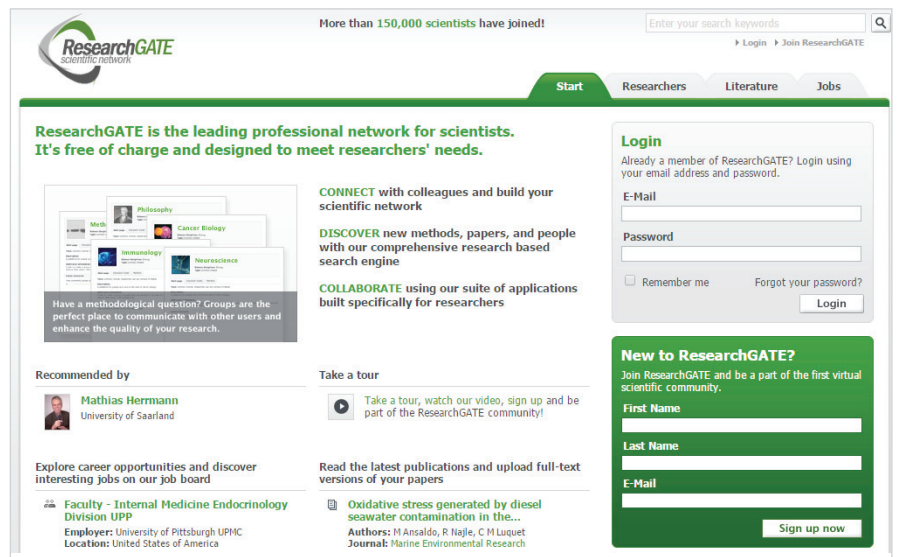 ResearchGATE
scientific network
More than 150,000 scientists have joined!
Enter your search keywords
Login Join ResearchGATE
Start Researchers Literature Jobs
ResearchGATE is the leading professional network for scientists.
It's free of charge and designed to meet researchers' needs.
Philosophy
Cancer Biology
Immunology
Neuroscience
Have a methodological question? Groups are the
perfect place to communicate with other users and
enhance the quality of your research.
CONNECT with colleagues and build your
scientific network
DISCOVER new methods, papers, and people
with our comprehensive research based
search engine
COLLABORATE using our suite of applications
built specifically for researchers
Recommended by
Mathias Herrmann
University of Saarland
Take a tour
Take a tour, watch our video, sign up and be
part of the ResearchGATE community!
Explore career opportunities and discover
interesting jobs on our job board
Faculty - Internal Medicine Endocrinology
Division UPP
Employer: University of Pittsburgh UPMC
Location: United States of America
Read the latest publications and upload full-text
versions of your papers
Oxidative stress generated by diesel
seawater contamination in the...
Authors: M Ansaldo, R Najle, C M Luquet
Journal: Marine Environmental Research
Login
Already a member of ResearchGATE? Login using
your email address and password.
E-Mail
Password
Remember me Forgot your password?
Login
New to ResearchGATE?
Join ResearchGATE and be a part of the first virtual
scientific community.
First Name
Last Name
E-Mail
Sign up now